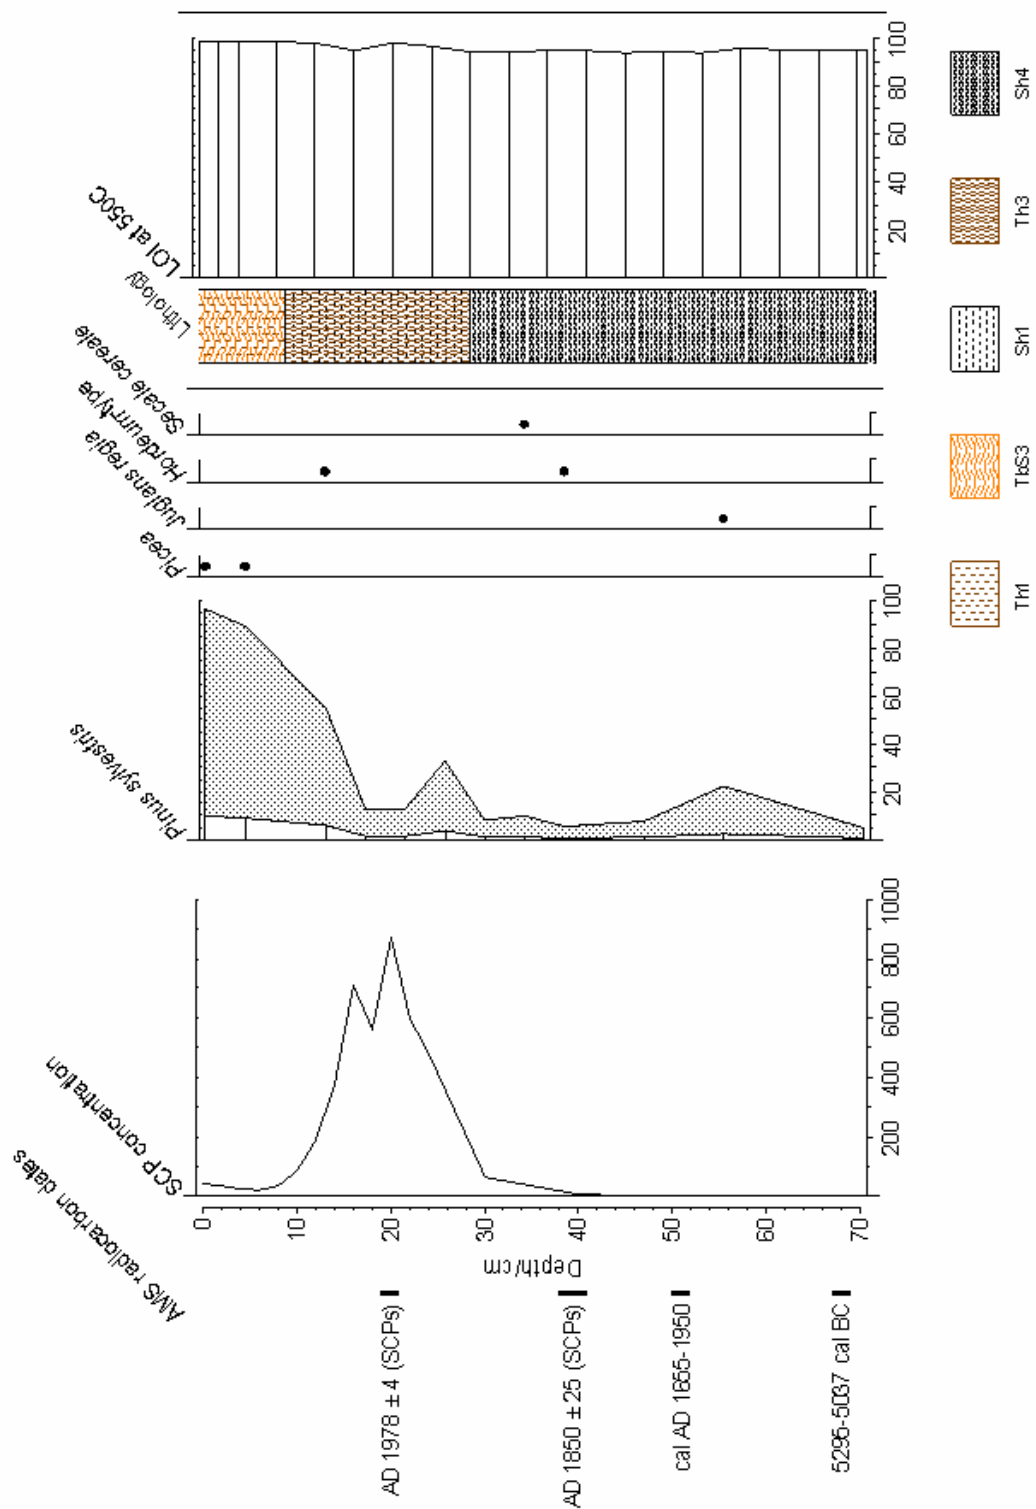 AMS radiocarbon dates
SCP concentration
Pinus sylvestris
Picea
Juglans regia
Hordeum-type
Secale cereale
Lithology
LOI at 550C
AD 1978 ± 4 (SCPs)
AD 1850 ± 25 (SCPs)
cal AD 1655-1950
5295-5037 cal BC
Depth/cm
0
10
20
30
40
50
60
70
200
400
600
800
1000
20
40
60
80
100
20
40
60
80
100
Th1
TbS3
Sh1
Th3
Sh4